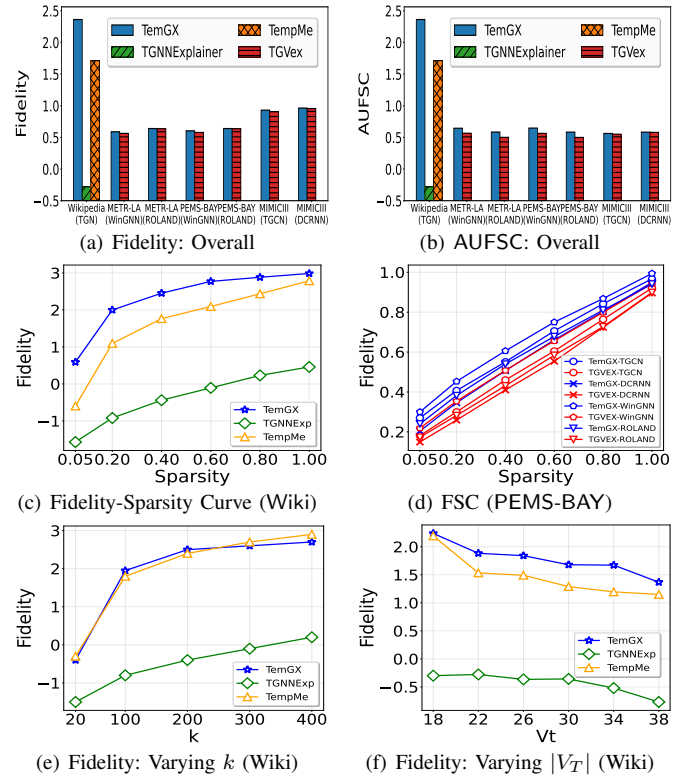 TemGX
TempMe
TGNNExplainer
TGVex
Fidelity
2.5
2.0
1.5
1.0
0.5
0.0
−0.5
Wikipedia METR-LA METR-LA PEMS-BAY PEMS-BAY MIMICIII MIMICIII
(TGN) (WinGNN) (ROLAND) (WinGNN) (ROLAND) (TGCN) (DCRNN)
(a) Fidelity: Overall
TemGX
TempMe
TGNNExplainer
TGVex
AUFSC
2.5
2.0
1.5
1.0
0.5
0.0
−0.5
Wikipedia METR-LA METR-LA PEMS-BAY PEMS-BAY MIMICIII MIMICIII
(TGN) (WinGNN) (ROLAND) (WinGNN) (ROLAND) (TGCN) (DCRNN)
(b) AUFSC: Overall
Fidelity
3
2
1
0
−1
TemGX
TGNNExp
TempMe
0.05 0.20 0.40 0.60 0.80 1.00
Sparsity
(c) Fidelity-Sparsity Curve (Wiki)
Fidelity
1.0
0.8
0.6
0.4
0.2
TemGX-TGCN
TGVEX-TGCN
TemGX-DCRNN
TGVEX-DCRNN
TemGX-WinGNN
TGVEX-WinGNN
TemGX-ROLAND
TGVEX-ROLAND
0.05 0.20 0.40 0.60 0.80 1.00
Sparsity
(d) FSC (PEMS-BAY)
Fidelity
3
2
1
0
−1
TemGX
TGNNExp
TempMe
20 100 200 300 400
k
(e) Fidelity: Varying k (Wiki)
Fidelity
2.0
1.5
1.0
0.5
0.0
−0.5
TemGX
TGNNExp
TempMe
18 22 26 30 34 38
Vt
(f) Fidelity: Varying |V_T| (Wiki)